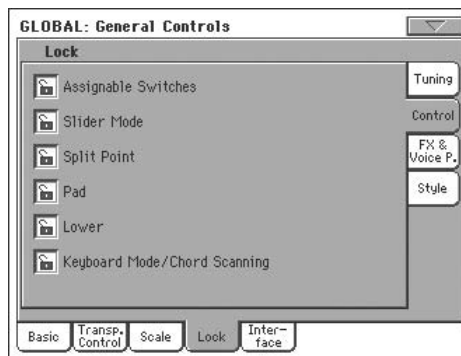 GLOBAL: General Controls
Lock
Assignable Switches
Slider Mode
Split Point
Pad
Lower
Keyboard Mode/Chord Scanning
Tuning
Control
FX &
Voice P.
Style
Basic
Transp.
Control
Scale
Lock
Inter-
face